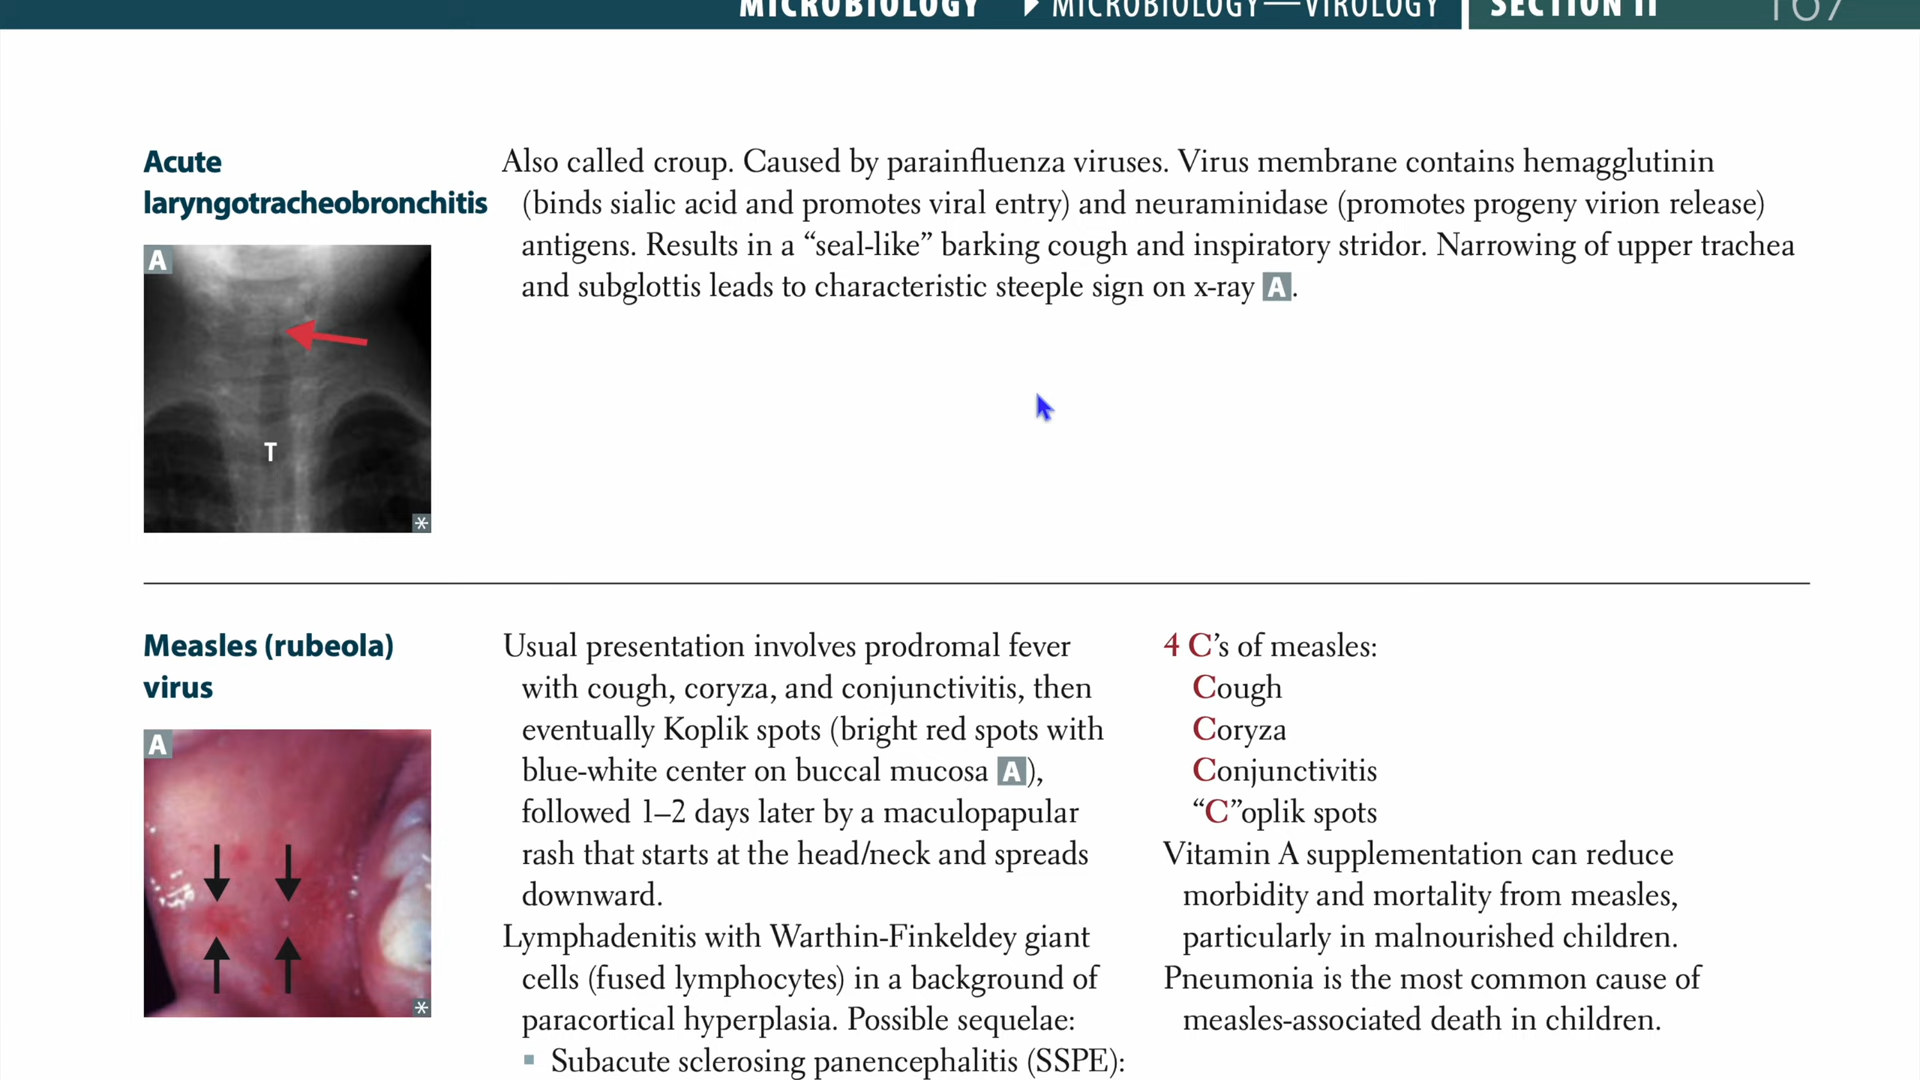 MICROBIOLOGY ▶ MICROBIOLOGY—VIROLOGY SECTION II 167
Acute
laryngotracheobronchitis
Also called croup. Caused by parainfluenza viruses. Virus membrane contains hemagglutinin
(binds sialic acid and promotes viral entry) and neuraminidase (promotes progeny virion release)
antigens. Results in a “seal-like” barking cough and inspiratory stridor. Narrowing of upper trachea
and subglottis leads to characteristic steeple sign on x-ray A.
A
T
Measles (rubeola)
virus
A
Usual presentation involves prodromal fever
with cough, coryza, and conjunctivitis, then
eventually Koplik spots (bright red spots with
blue-white center on buccal mucosa A),
followed 1–2 days later by a maculopapular
rash that starts at the head/neck and spreads
downward.
Lymphadenitis with Warthin-Finkeldey giant
cells (fused lymphocytes) in a background of
paracortical hyperplasia. Possible sequelae:
▪ Subacute sclerosing panencephalitis (SSPE):
4 C’s of measles:
Cough
Coryza
Conjunctivitis
“C”oplik spots
Vitamin A supplementation can reduce
morbidity and mortality from measles,
particularly in malnourished children.
Pneumonia is the most common cause of
measles-associated death in children.